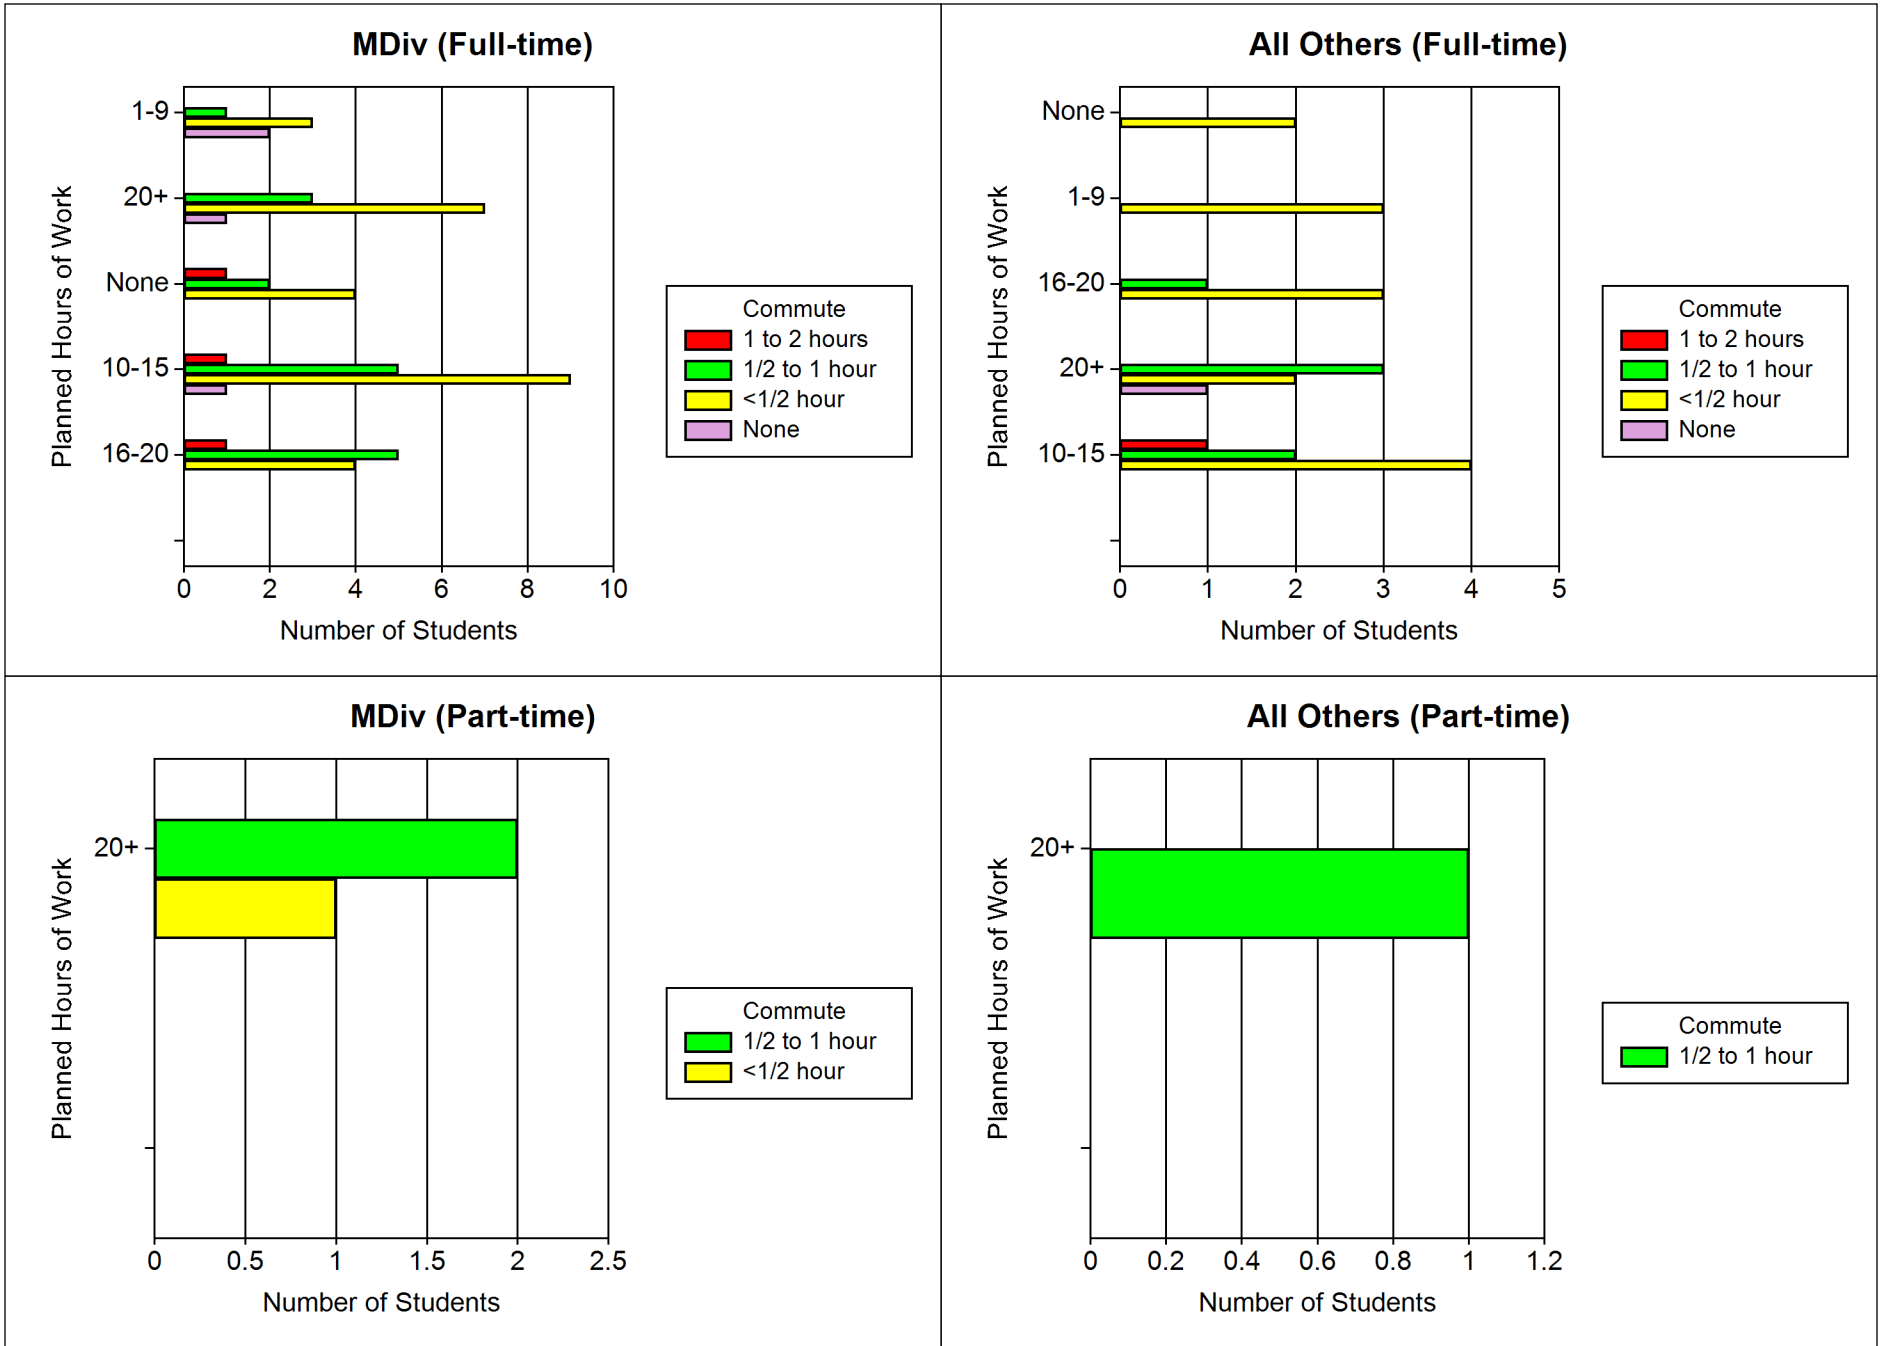 MDiv (Full-time)
Planned Hours of Work
1-9
20+
None
10-15
16-20
0 2 4 6 8 10
Number of Students
Commute
1 to 2 hours
1/2 to 1 hour
<1/2 hour
None
All Others (Full-time)
Planned Hours of Work
None
1-9
16-20
20+
10-15
0 1 2 3 4 5
Number of Students
Commute
1 to 2 hours
1/2 to 1 hour
<1/2 hour
None
MDiv (Part-time)
Planned Hours of Work
20+
0 0.5 1 1.5 2 2.5
Number of Students
Commute
1/2 to 1 hour
<1/2 hour
All Others (Part-time)
Planned Hours of Work
20+
0 0.2 0.4 0.6 0.8 1 1.2
Number of Students
Commute
1/2 to 1 hour